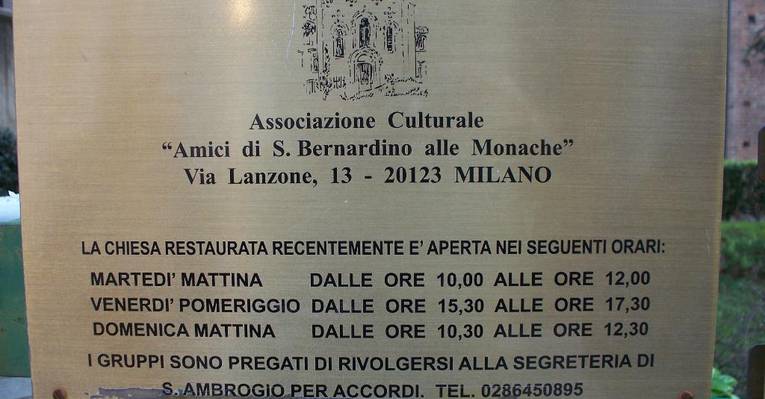 Associazione Culturale
“Amici di S. Bernardino alle Monache”
Via Lanzone, 13 - 20123 MILANO
LA CHIESA RESTAURATA RECENTEMENTE E’ APERTA NEI SEGUENTI ORARI:
MARTEDI’ MATTINA DALLE ORE 10,00 ALLE ORE 12,00
VENERDI’ POMERIGGIO DALLE ORE 15,30 ALLE ORE 17,30
DOMENICA MATTINA DALLE ORE 10,30 ALLE ORE 12,30
I GRUPPI SONO PREGATI DI RIVOLGERSI ALLA SEGRETERIA DI
S. AMBROGIO PER ACCORDI. TEL. 0286450895